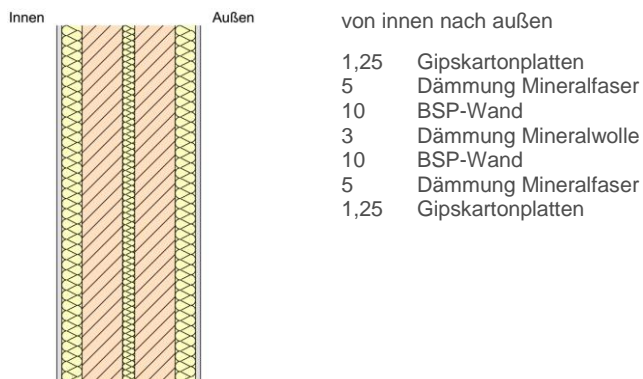 Innen Außen
von innen nach außen
1,25 Gipskartonplatten
5 Dämmung Mineralfaser
10 BSP-Wand
3 Dämmung Mineralwolle
10 BSP-Wand
5 Dämmung Mineralfaser
1,25 Gipskartonplatten